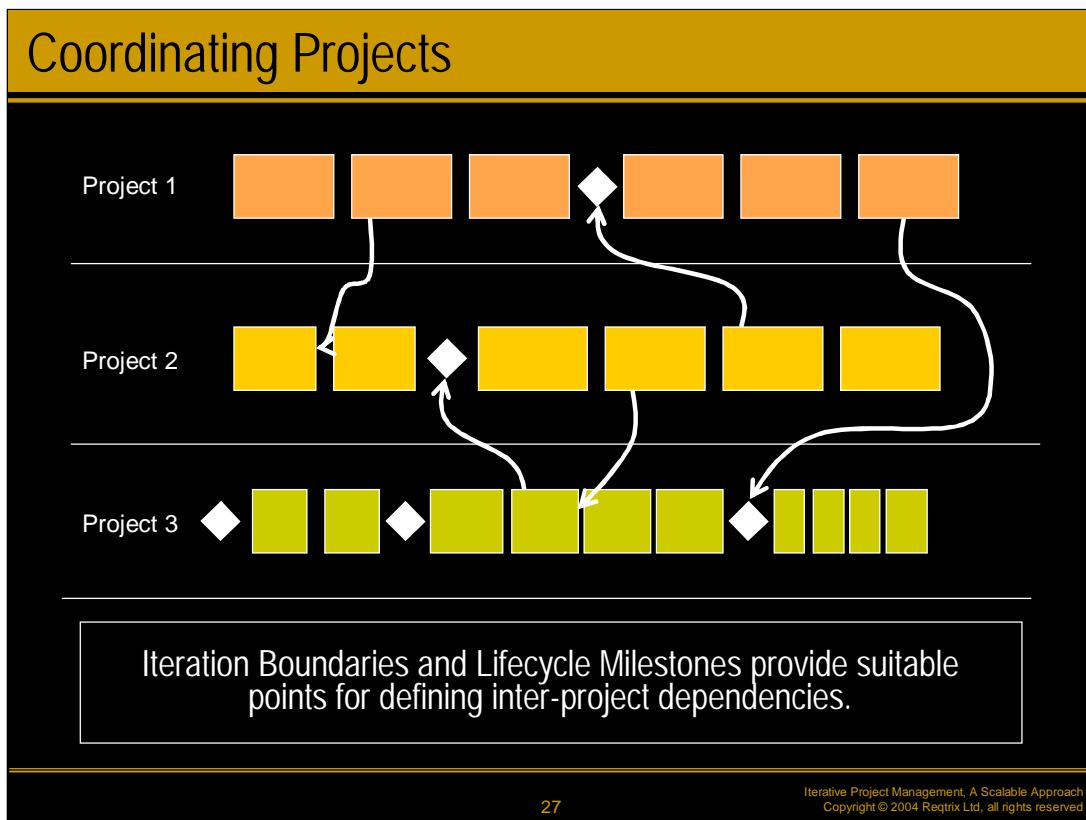 Coordinating Projects
Project 1
Project 2
Project 3
Iteration Boundaries and Lifecycle Milestones provide suitable
points for defining inter-project dependencies.
27
Iterative Project Management, A Scalable Approach
Copyright © 2004 Reqtrix Ltd, all rights reserved